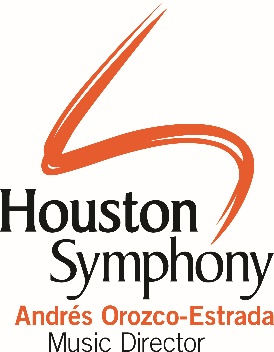 Houston
Symphony
Andrés Orozco-Estrada
Music Director